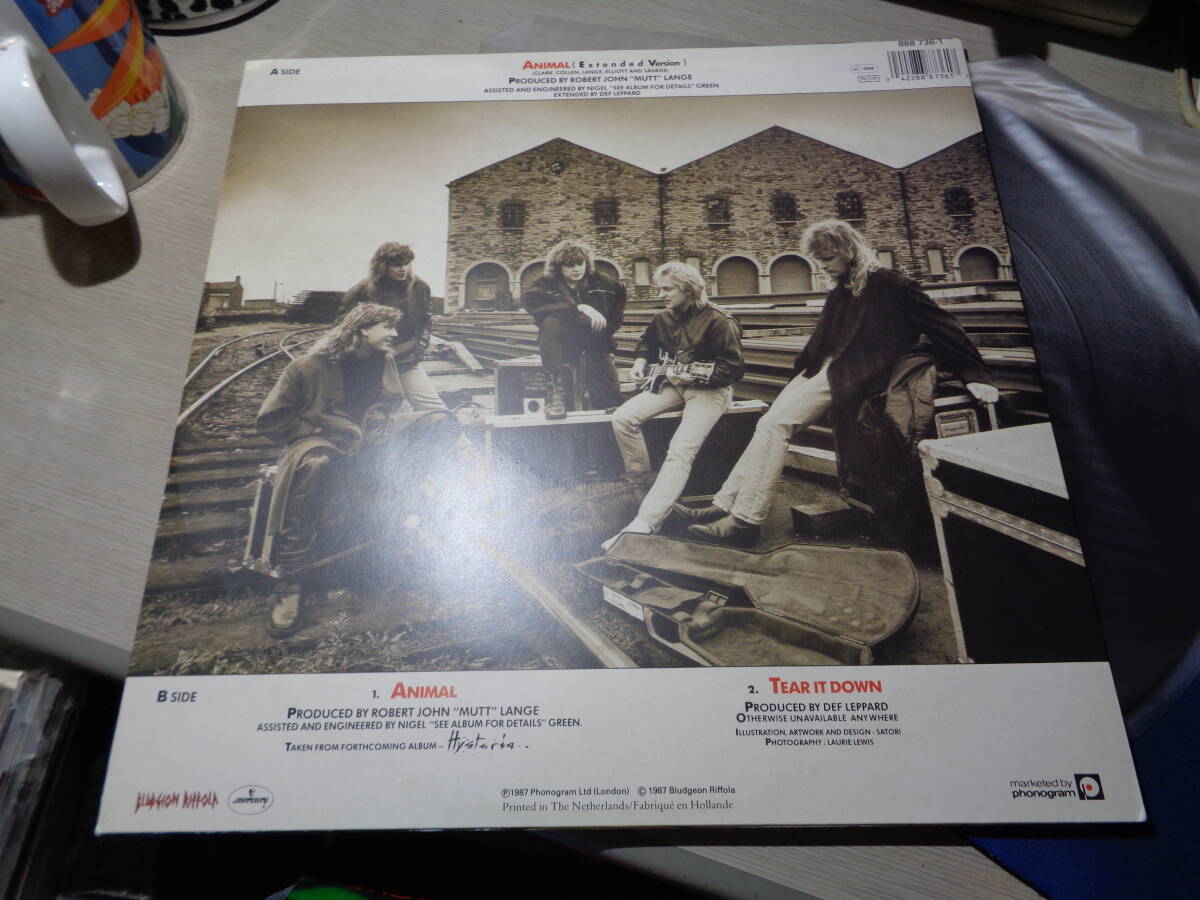 A SIDE
ANIMAL (Extended Version)
(CLARK, COLLEN, LANGE, ELLIOTT AND SAVAGE)
PRODUCED BY ROBERT JOHN "MUTT" LANGE
ASSISTED AND ENGINEERED BY NIGEL "SEE ALBUM FOR DETAILS" GREEN.
EXTENDED BY DEF LEPPARD
888 736-1
0 42288 87361
B SIDE
1. ANIMAL
PRODUCED BY ROBERT JOHN "MUTT" LANGE
ASSISTED AND ENGINEERED BY NIGEL "SEE ALBUM FOR DETAILS" GREEN.
TAKEN FROM FORTHCOMING ALBUM – Hysteria..
2. TEAR IT DOWN
PRODUCED BY DEF LEPPARD
OTHERWISE UNAVAILABLE ANYWHERE
ILLUSTRATION, ARTWORK AND DESIGN : SATORI
PHOTOGRAPHY : LAURIE LEWIS
BLUDGEON RIFFOLA
mercury
Ⓟ1987 Phonogram Ltd (London) © 1987 Bludgeon Riffola
Printed in The Netherlands/Fabriqué en Hollande
marketed by
phonogram